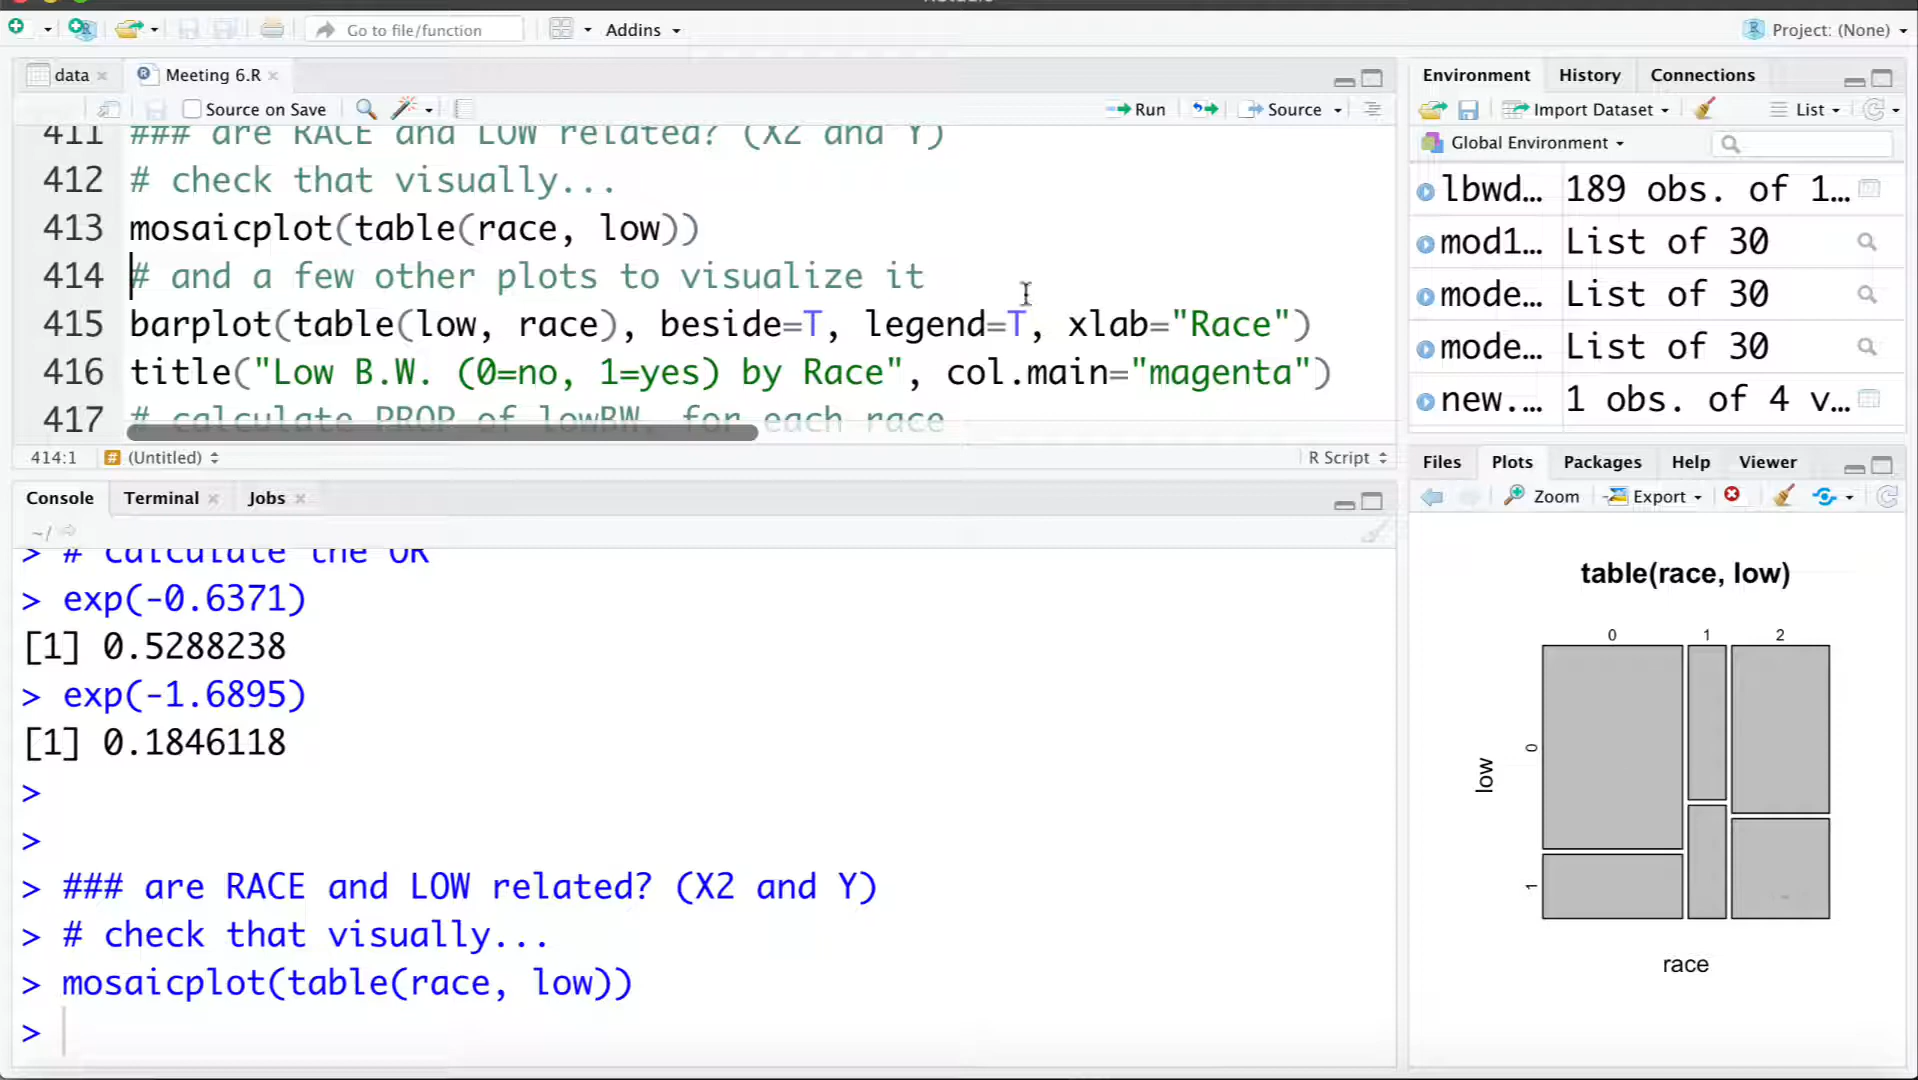 Go to file/function
Addins
Project: (None)
data
Meeting 6.R
Source on Save
Run
Source
411 ### are RACE and LOW related? (X2 and Y)
412 # check that visually...
413 mosaicplot(table(race, low))
414 # and a few other plots to visualize it
415 barplot(table(low, race), beside=T, legend=T, xlab="Race")
416 title("Low B.W. (0=no, 1=yes) by Race", col.main="magenta")
417 # calculate PROP of lowBW, for each race
414:1
(Untitled)
R Script
Console
Terminal
Jobs
~/
> # calculate the OR
> exp(-0.6371)
[1] 0.5288238
> exp(-1.6895)
[1] 0.1846118
>
>
> ### are RACE and LOW related? (X2 and Y)
> # check that visually...
> mosaicplot(table(race, low))
>
Environment
History
Connections
Import Dataset
List
Global Environment
lbwd… 189 obs. of 1…
mod1… List of 30
mode… List of 30
mode… List of 30
new.… 1 obs. of 4 v…
Files
Plots
Packages
Help
Viewer
Zoom
Export
table(race, low)
0 1 2
0
low
1
race